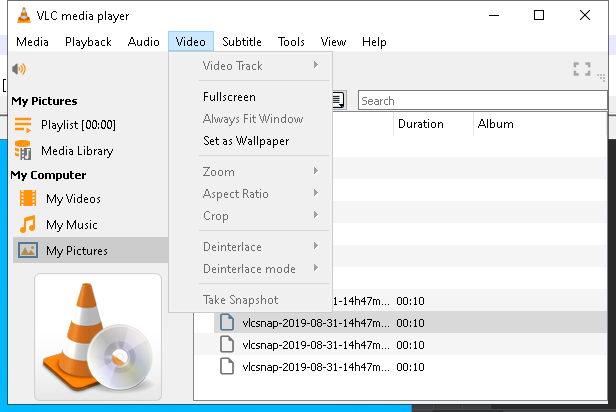 VLC media player
Media Playback Audio Video Subtitle Tools View Help
Video Track
Fullscreen
Always Fit Window
Set as Wallpaper
Zoom
Aspect Ratio
Crop
Deinterlace
Deinterlace mode
Take Snapshot
My Pictures
Playlist [00:00]
Media Library
My Computer
My Videos
My Music
My Pictures
Search
Duration Album
-31-14h47m... 00:10
vlcsnap-2019-08-31-14h47m... 00:10
vlcsnap-2019-08-31-14h47m... 00:10
vlcsnap-2019-08-31-14h47m... 00:10